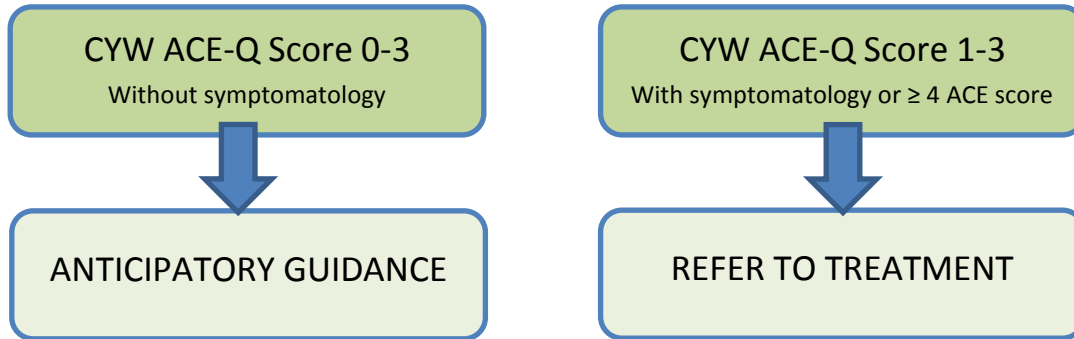 CYW ACE-Q Score 0-3
Without symptomatology
ANTICIPATORY GUIDANCE
CYW ACE-Q Score 1-3
With symptomatology or ≥ 4 ACE score
REFER TO TREATMENT